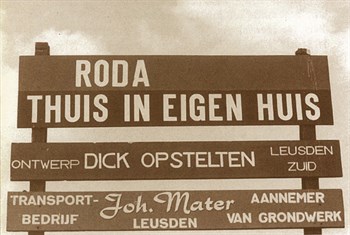 RODA
THUIS IN EIGEN HUIS
ONTWERP DICK OPSTELTEN LEUSDEN ZUID
TRANSPORT- Joh. Mater AANNEMER
BEDRIJF LEUSDEN VAN GRONDWERK